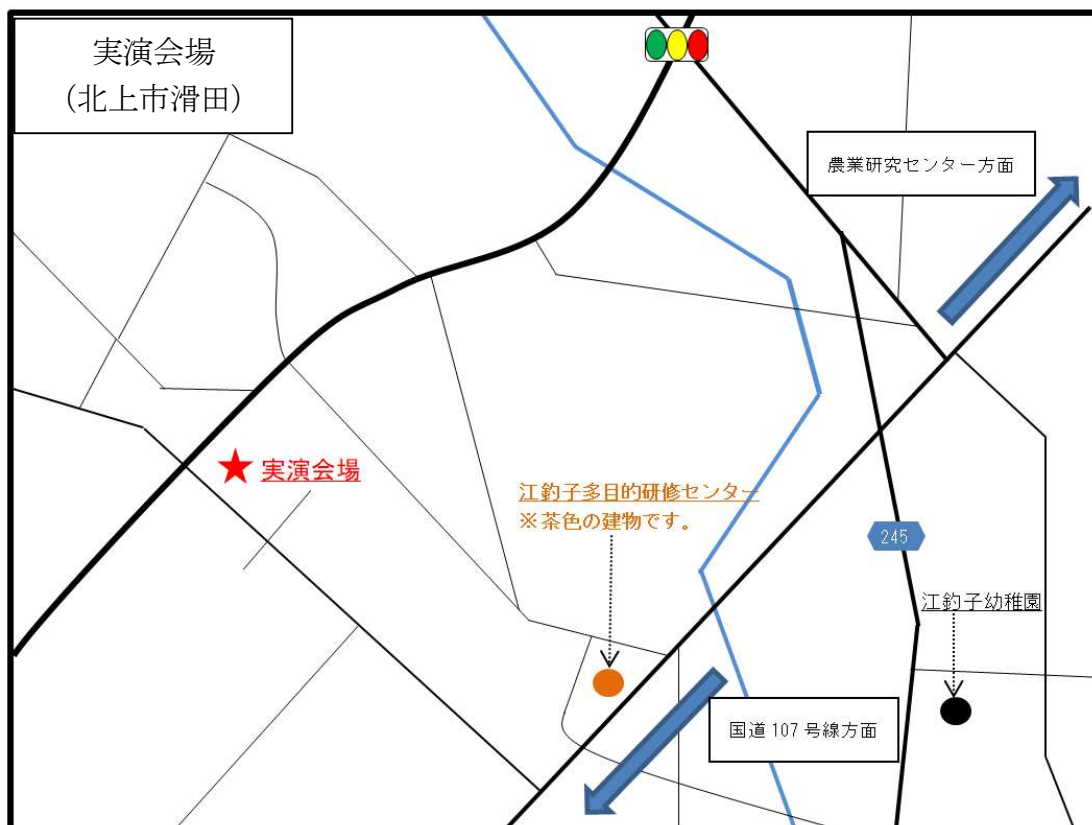 実演会場
（北上市滑田）
農業研究センター方面
実演会場
江釣子多目的研修センター
※茶色の建物です。
245
江釣子幼稚園
国道107号線方面